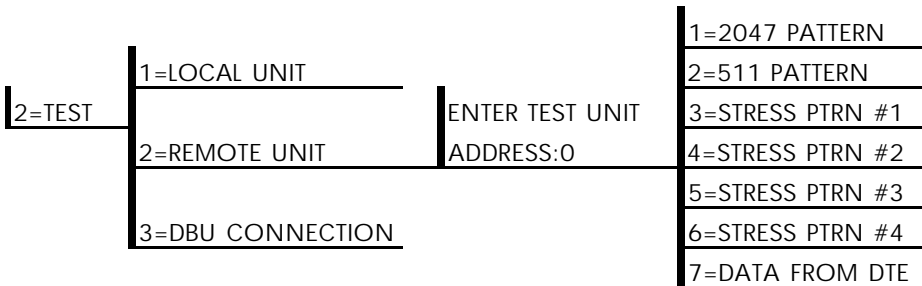 2=TEST
1=LOCAL UNIT
2=REMOTE UNIT
3=DBU CONNECTION
ENTER TEST UNIT
ADDRESS:0
1=2047 PATTERN
2=511 PATTERN
3=STRESS PTRN #1
4=STRESS PTRN #2
5=STRESS PTRN #3
6=STRESS PTRN #4
7=DATA FROM DTE